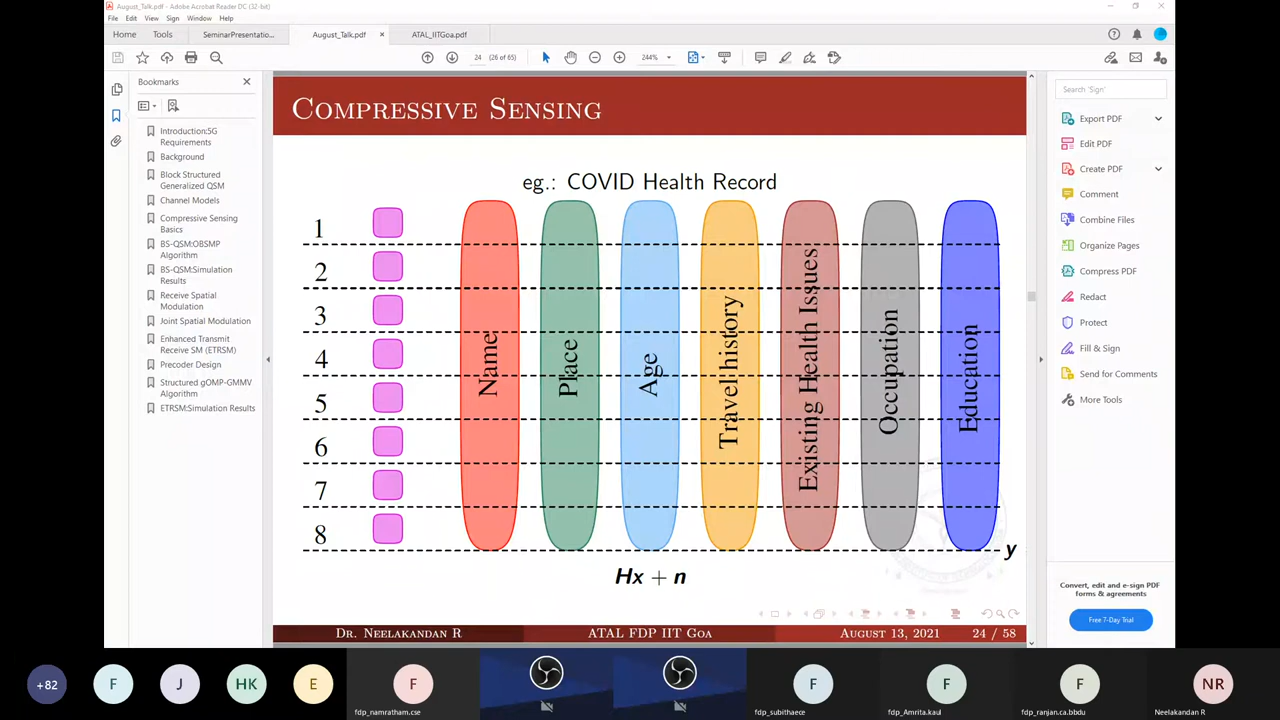 August_Talk.pdf - Adobe Acrobat Reader DC (32-bit)
File Edit View Sign Window Help
Home Tools SeminarPresentatio... August_Talk.pdf × ATAL_IITGoa.pdf
24 (26 of 65) 244%
Bookmarks
Introduction:5G
Requirements
Background
Block Structured
Generalized QSM
Channel Models
Compressive Sensing
Basics
BS-QSM:OBSMP
Algorithm
BS-QSM:Simulation
Results
Receive Spatial
Modulation
Joint Spatial Modulation
Enhanced Transmit
Receive SM (ETRSM)
Precoder Design
Structured gOMP-GMMV
Algorithm
ETRSM:Simulation Results
Compressive Sensing
eg.: COVID Health Record
1
2
3
4
5
6
7
8
Name
Place
Age
Travel history
Existing Health Issues
Occupation
Education
y
Hx + n
Dr. Neelakandan R ATAL FDP IIT Goa August 13, 2021 24 / 58
Search 'Sign'
Export PDF
Edit PDF
Create PDF
Comment
Combine Files
Organize Pages
Compress PDF
Redact
Protect
Fill & Sign
Send for Comments
More Tools
Convert, edit and e-sign PDF
forms & agreements
Free 7-Day Trial
+82 F J HK E F F F F NR
fdp_namratham.cse fdp_subithaece fdp_Amrita.kaul fdp_ranjan.ca.bbdu Neelakandan R